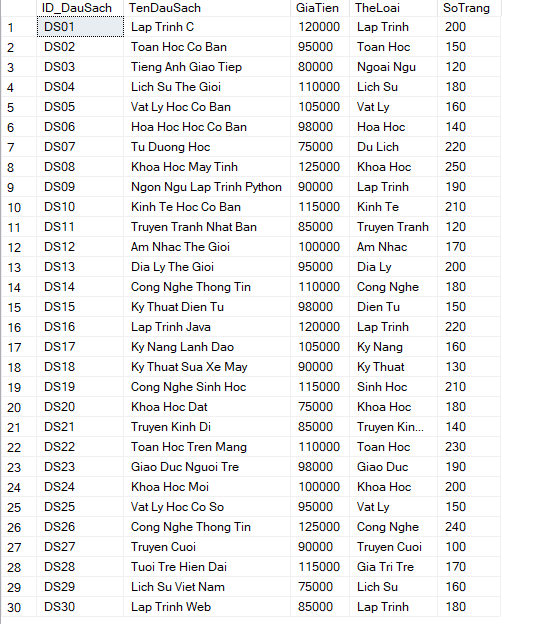 ID_DauSach TenDauSach GiaTien TheLoai SoTrang
1 DS01 Lap Trinh C 120000 Lap Trinh 200
2 DS02 Toan Hoc Co Ban 95000 Toan Hoc 150
3 DS03 Tieng Anh Giao Tiep 80000 Ngoai Ngu 120
4 DS04 Lich Su The Gioi 110000 Lich Su 180
5 DS05 Vat Ly Hoc Co Ban 105000 Vat Ly 160
6 DS06 Hoa Hoc Hoc Co Ban 98000 Hoa Hoc 140
7 DS07 Tu Duong Hoc 75000 Du Lich 220
8 DS08 Khoa Hoc May Tinh 125000 Khoa Hoc 250
9 DS09 Ngon Ngu Lap Trinh Python 90000 Lap Trinh 190
10 DS10 Kinh Te Hoc Co Ban 115000 Kinh Te 210
11 DS11 Truyen Tranh Nhat Ban 85000 Truyen Tranh 120
12 DS12 Am Nhac The Gioi 100000 Am Nhac 170
13 DS13 Dia Ly The Gioi 95000 Dia Ly 200
14 DS14 Cong Nghe Thong Tin 110000 Cong Nghe 180
15 DS15 Ky Thuat Dien Tu 98000 Dien Tu 150
16 DS16 Lap Trinh Java 120000 Lap Trinh 220
17 DS17 Ky Nang Lanh Dao 105000 Ky Nang 160
18 DS18 Ky Thuat Sua Xe May 90000 Ky Thuat 130
19 DS19 Cong Nghe Sinh Hoc 115000 Sinh Hoc 210
20 DS20 Khoa Hoc Dat 75000 Khoa Hoc 180
21 DS21 Truyen Kinh Di 85000 Truyen Kin... 140
22 DS22 Toan Hoc Tren Mang 110000 Toan Hoc 230
23 DS23 Giao Duc Nguoi Tre 98000 Giao Duc 190
24 DS24 Khoa Hoc Moi 100000 Khoa Hoc 200
25 DS25 Vat Ly Hoc Co So 95000 Vat Ly 150
26 DS26 Cong Nghe Thong Tin 125000 Cong Nghe 240
27 DS27 Truyen Cuoi 90000 Truyen Cuoi 100
28 DS28 Tuoi Tre Hien Dai 115000 Gia Tri Tre 170
29 DS29 Lich Su Viet Nam 75000 Lich Su 160
30 DS30 Lap Trinh Web 85000 Lap Trinh 180